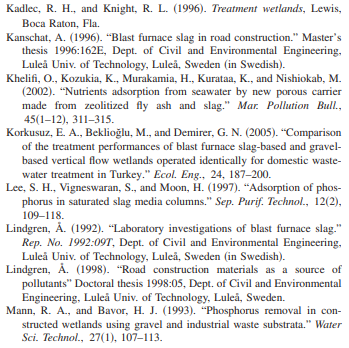 Kadlec, R. H., and Knight, R. L. (1996). Treatment wetlands, Lewis,
Boca Raton, Fla.
Kanschat, A. (1996). “Blast furnace slag in road construction.” Master’s
thesis 1996:162E, Dept. of Civil and Environmental Engineering,
Luleå Univ. of Technology, Luleå, Sweden (in Swedish).
Khelifi, O., Kozukia, K., Murakamia, H., Kurataa, K., and Nishiokab, M.
(2002). “Nutrients adsorption from seawater by new porous carrier
made from zeolitized fly ash and slag.” Mar. Pollution Bull.,
45(1–12), 311–315.
Korkusuz, E. A., Beklioğlu, M., and Demirer, G. N. (2005). “Comparison
of the treatment performances of blast furnace slag-based and gravel-
based vertical flow wetlands operated identically for domestic waste-
water treatment in Turkey.” Ecol. Eng., 24, 187–200.
Lee, S. H., Vigneswaran, S., and Moon, H. (1997). “Adsorption of phos-
phorus in saturated slag media columns.” Sep. Purif. Technol., 12(2),
109–118.
Lindgren, Å. (1992). “Laboratory investigations of blast furnace slag.”
Rep. No. 1992:09T, Dept. of Civil and Environmental Engineering,
Luleå Univ. of Technology, Luleå, Sweden (in Swedish).
Lindgren, Å. (1998). “Road construction materials as a source of
pollutants” Doctoral thesis 1998:05, Dept. of Civil and Environmental
Engineering, Luleå Univ. of Technology, Luleå, Sweden.
Mann, R. A., and Bavor, H. J. (1993). “Phosphorus removal in con-
structed wetlands using gravel and industrial waste substrata.” Water
Sci. Technol., 27(1), 107–113.